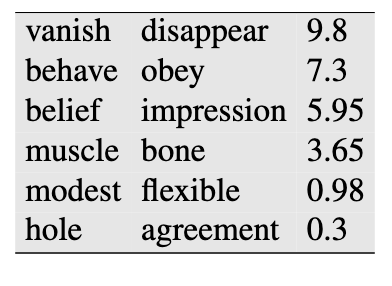 vanish disappear 9.8
behave obey 7.3
belief impression 5.95
muscle bone 3.65
modest flexible 0.98
hole agreement 0.3